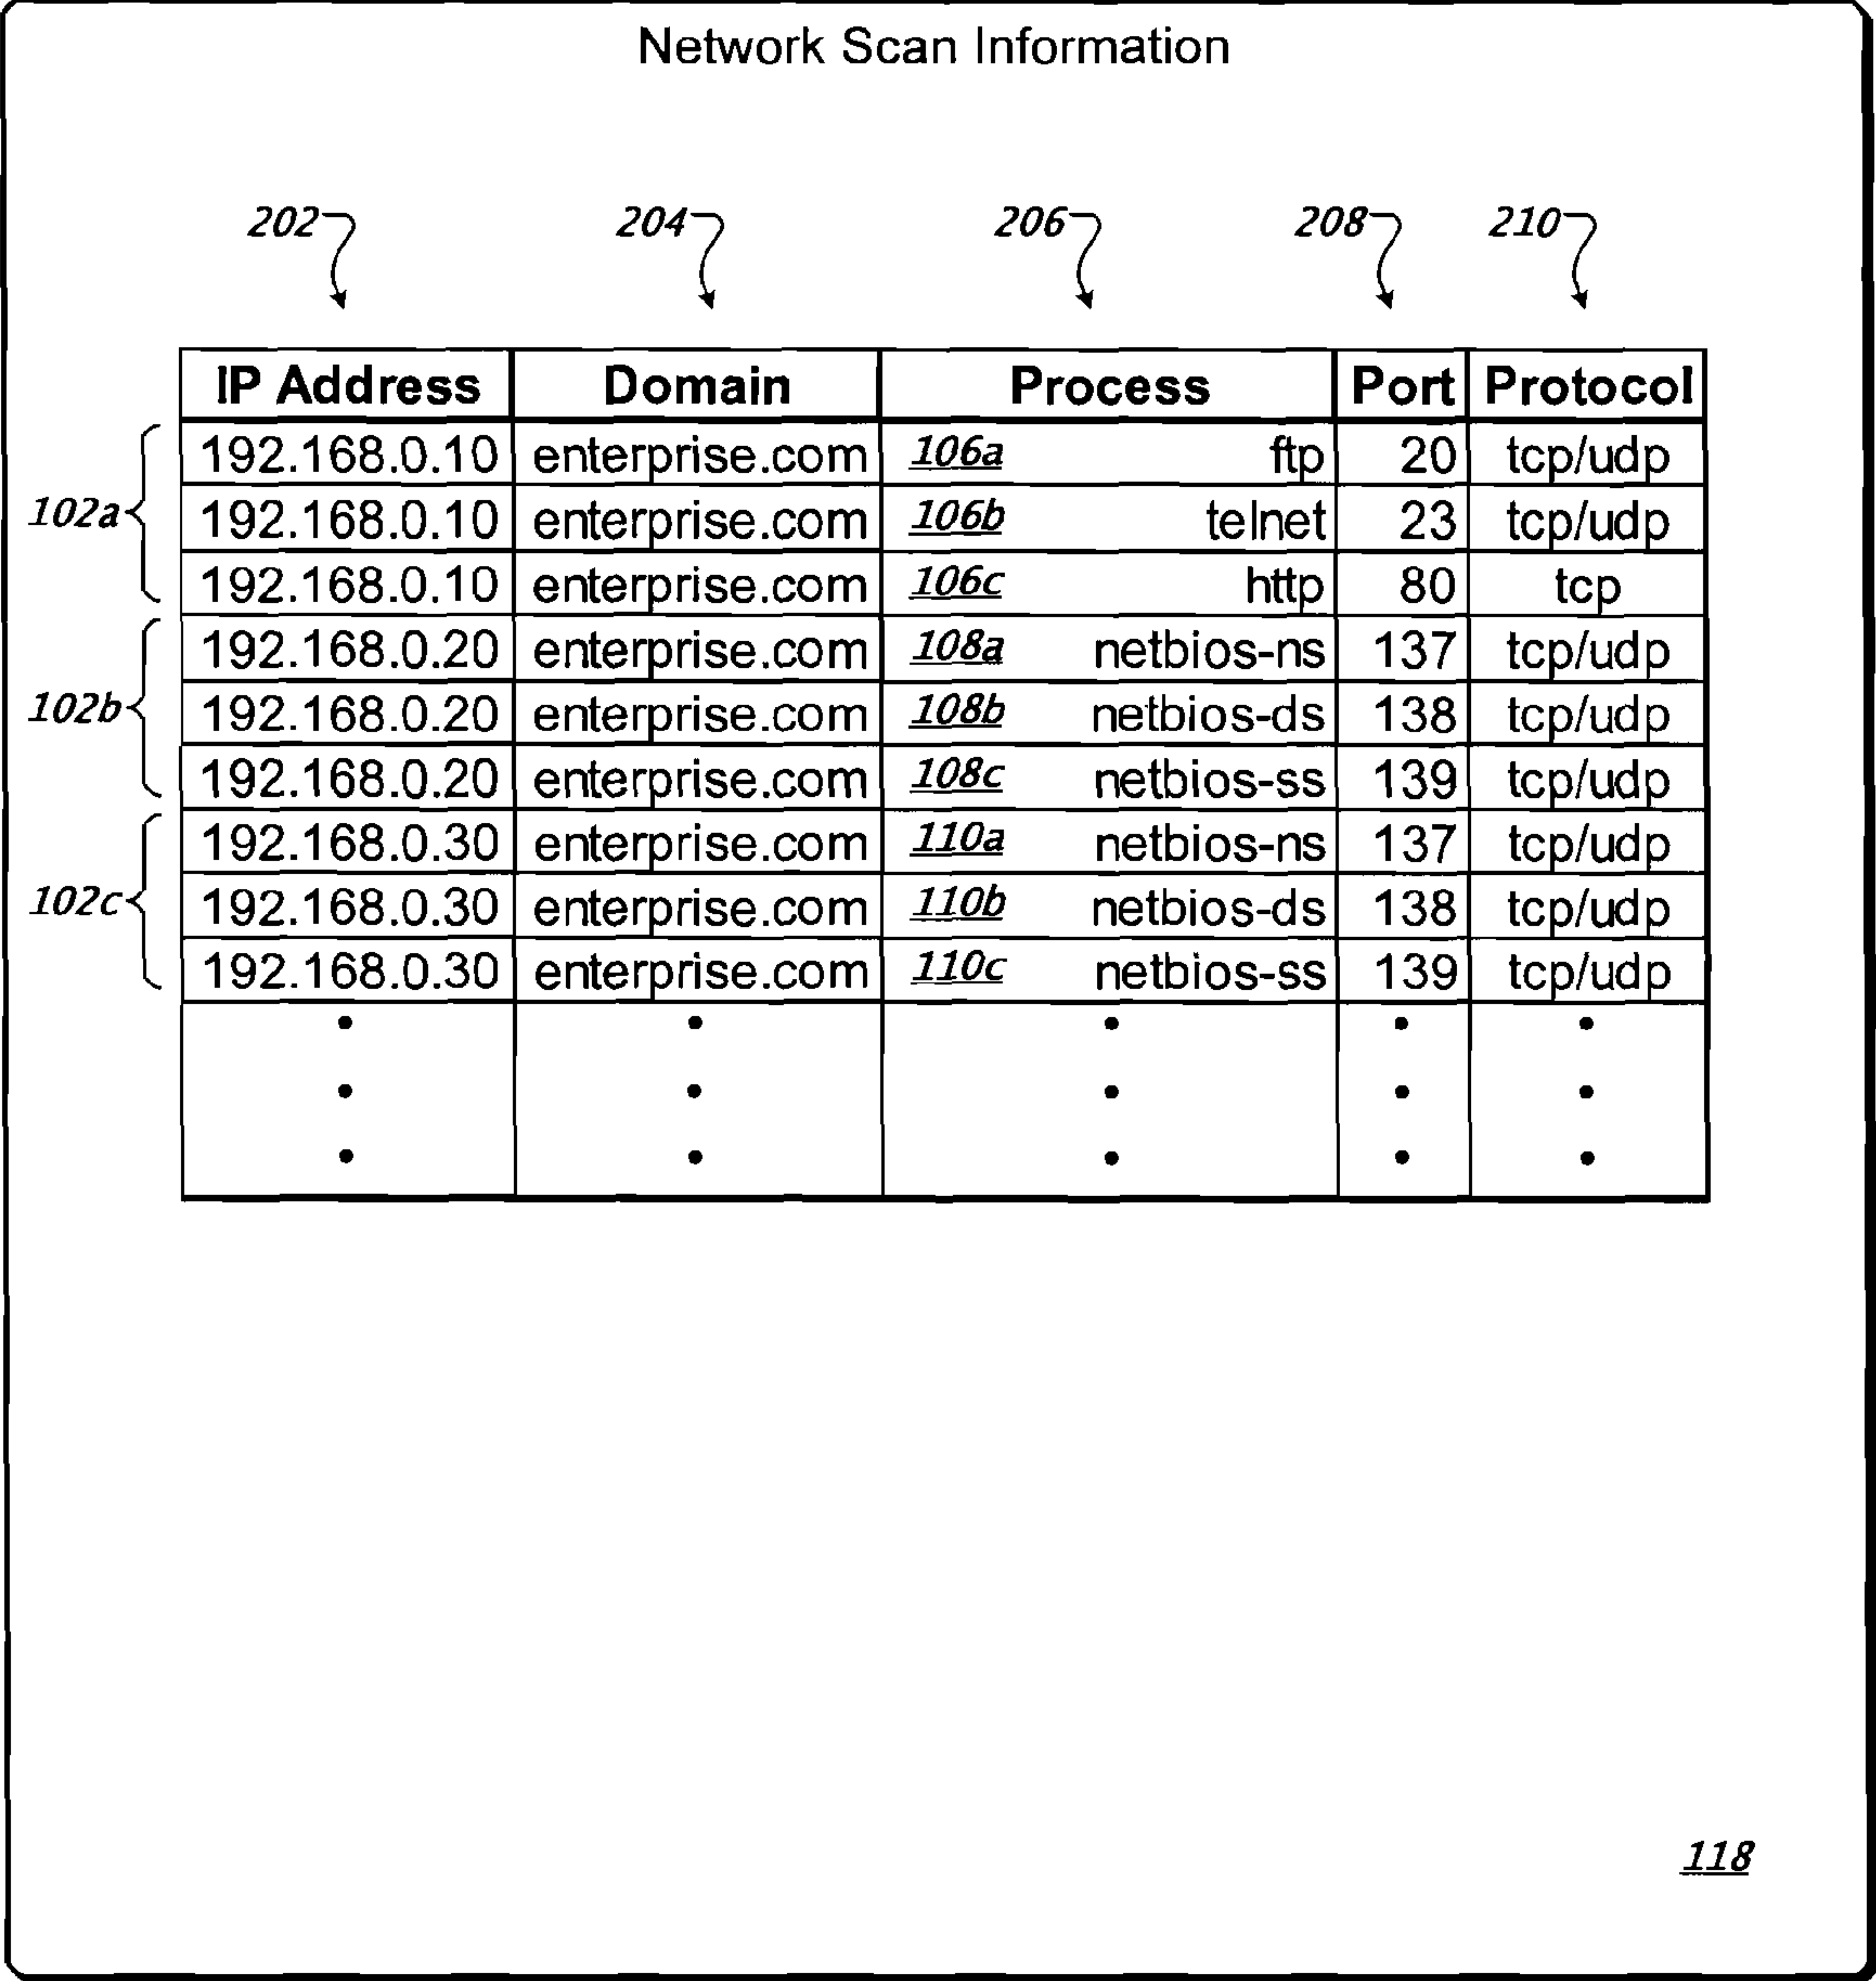 Network Scan Information
202 204 206 208 210
IP Address Domain Process Port Protocol
192.168.0.10 enterprise.com 106a ftp 20 tcp/udp
102a 192.168.0.10 enterprise.com 106b telnet 23 tcp/udp
192.168.0.10 enterprise.com 106c http 80 tcp
192.168.0.20 enterprise.com 108a netbios-ns 137 tcp/udp
102b 192.168.0.20 enterprise.com 108b netbios-ds 138 tcp/udp
192.168.0.20 enterprise.com 108c netbios-ss 139 tcp/udp
192.168.0.30 enterprise.com 110a netbios-ns 137 tcp/udp
102c 192.168.0.30 enterprise.com 110b netbios-ds 138 tcp/udp
192.168.0.30 enterprise.com 110c netbios-ss 139 tcp/udp
118